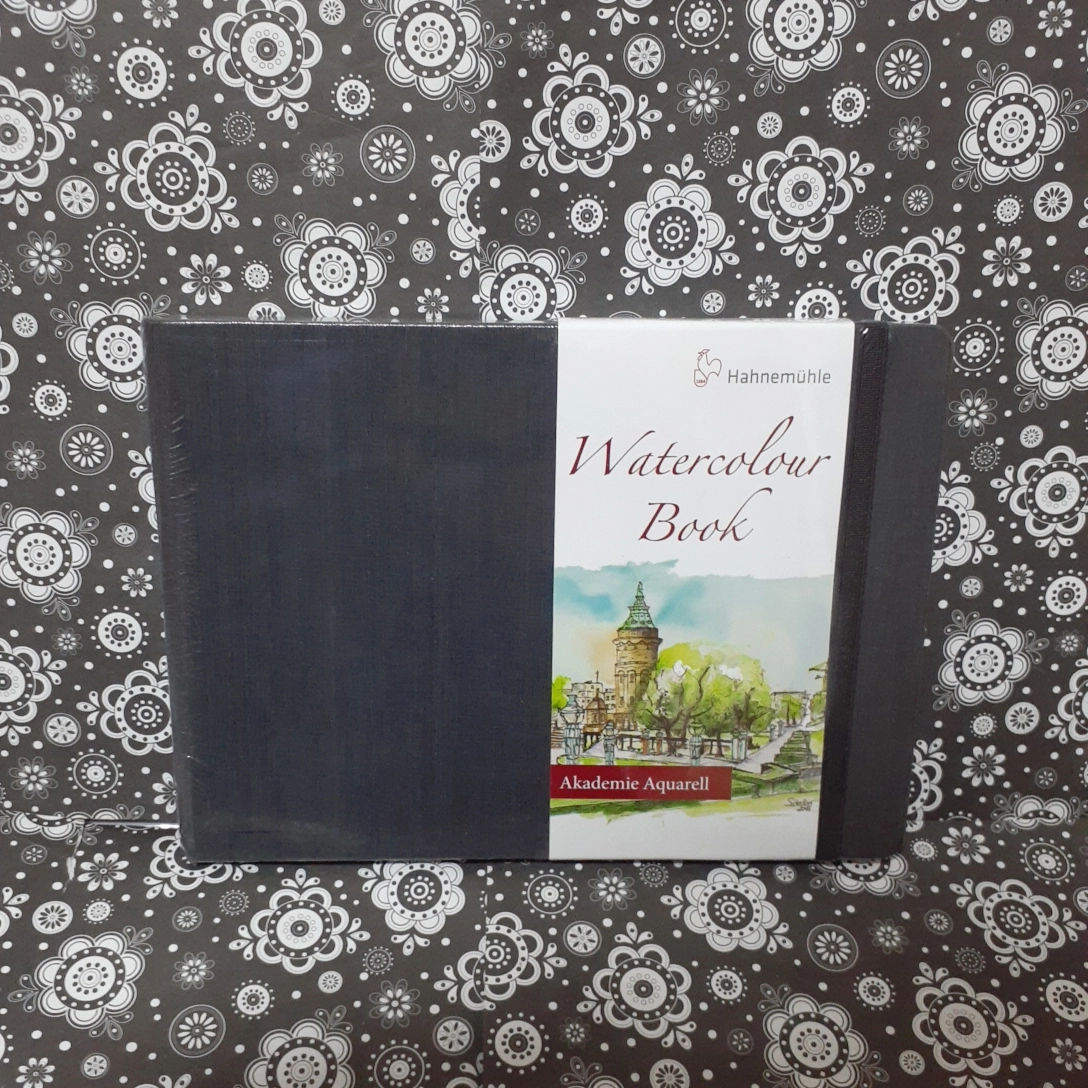 Hahnemühle
Watercolour
Book
Akademie Aquarell